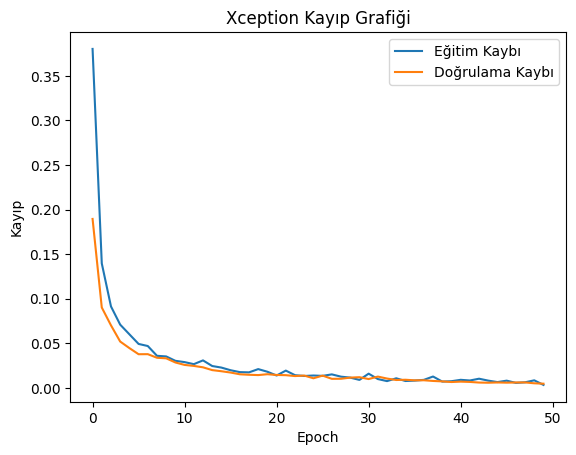 Xception Kayıp Grafiği
Eğitim Kaybı
Doğrulama Kaybı
Kayıp
0.35
0.30
0.25
0.20
0.15
0.10
0.05
0.00
0 10 20 30 40 50
Epoch